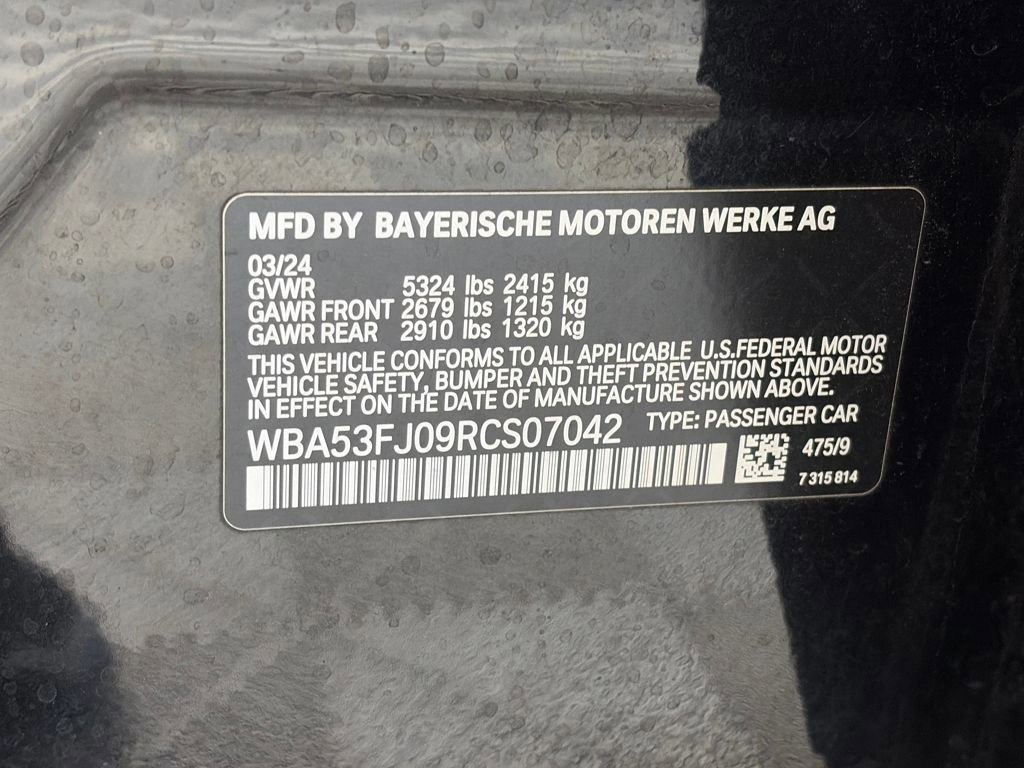 MFD BY BAYERISCHE MOTOREN WERKE AG
03/24
GVWR 5324 lbs 2415 kg
GAWR FRONT 2679 lbs 1215 kg
GAWR REAR 2910 lbs 1320 kg
THIS VEHICLE CONFORMS TO ALL APPLICABLE U.S.FEDERAL MOTOR
VEHICLE SAFETY, BUMPER AND THEFT PREVENTION STANDARDS
IN EFFECT ON THE DATE OF MANUFACTURE SHOWN ABOVE.
WBA53FJ09RCS07042 TYPE: PASSENGER CAR
475/9
7 315 814